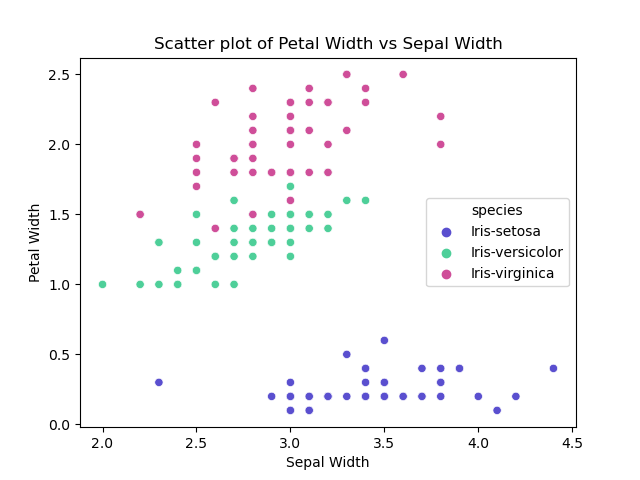 Scatter plot of Petal Width vs Sepal Width
2.5
2.0
1.5
1.0
0.5
0.0
Petal Width
species
Iris-setosa
Iris-versicolor
Iris-virginica
2.0 2.5 3.0 3.5 4.0 4.5
Sepal Width